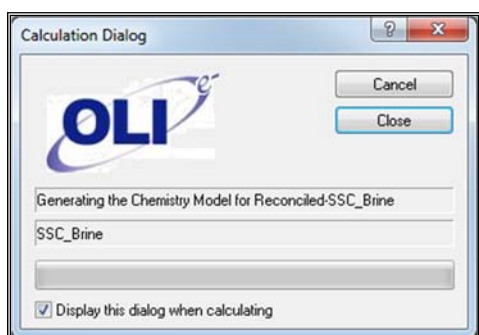 Calculation Dialog
?
X
Cancel
OLI e-
Close
Generating the Chemistry Model for Reconciled-SSC_Brine
SSC_Brine
Display this dialog when calculating